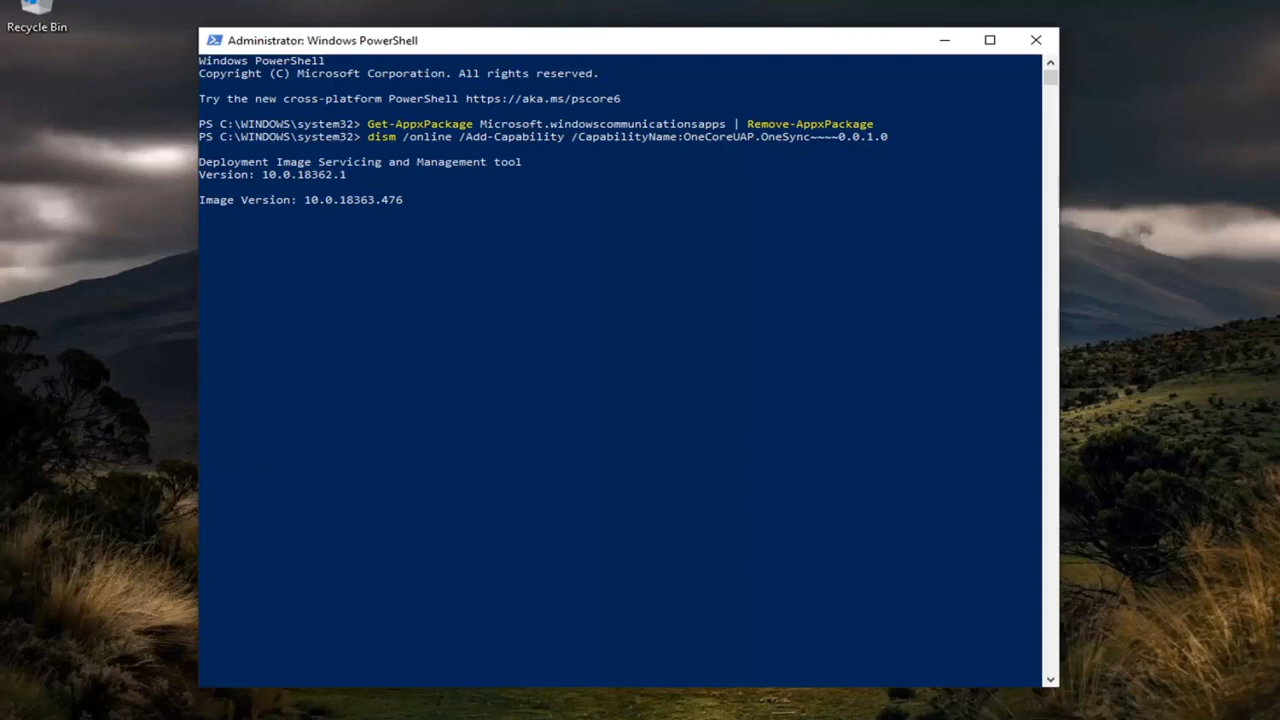 Recycle Bin
Administrator: Windows PowerShell
Windows PowerShell
Copyright (C) Microsoft Corporation. All rights reserved.
Try the new cross-platform PowerShell https://aka.ms/pscore6
PS C:\WINDOWS\system32> Get-AppxPackage Microsoft.windowscommunicationsapps | Remove-AppxPackage
PS C:\WINDOWS\system32> dism /online /Add-Capability /CapabilityName:OneCoreUAP.OneSync~~~~0.0.1.0
Deployment Image Servicing and Management tool
Version: 10.0.18362.1
Image Version: 10.0.18363.476